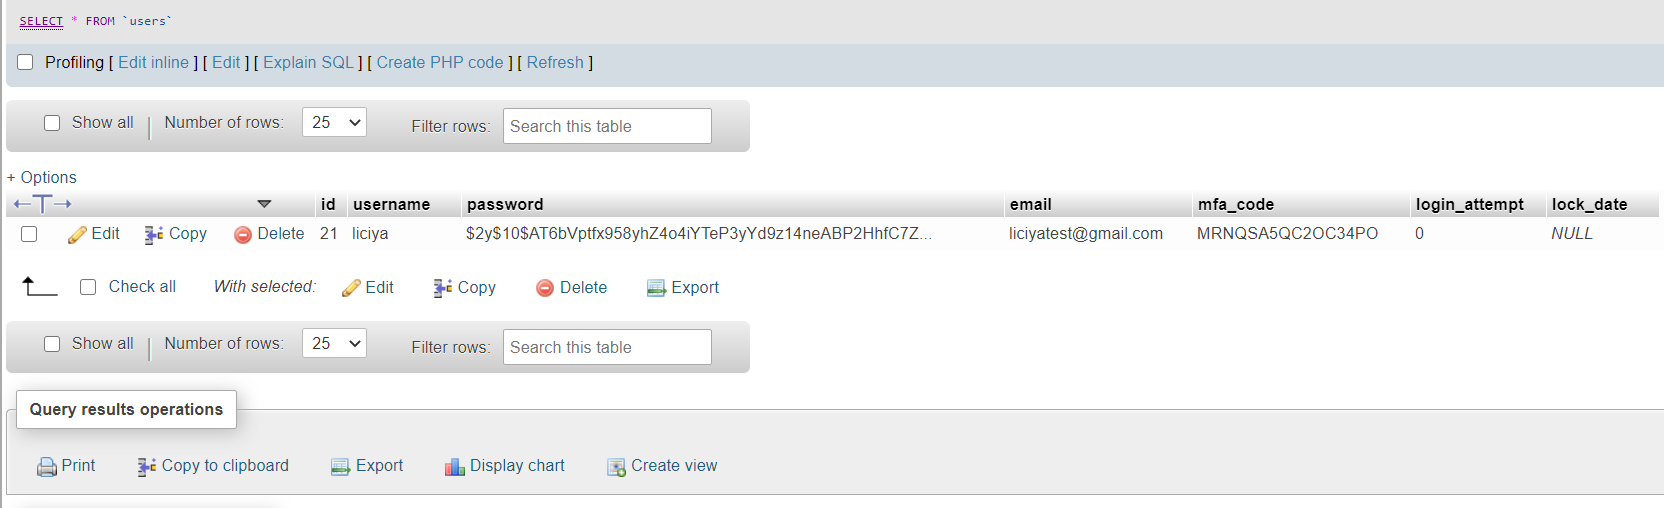 SELECT * FROM `users`
Profiling [ Edit inline ] [ Edit ] [ Explain SQL ] [ Create PHP code ] [ Refresh ]
Show all | Number of rows: 25 Filter rows: Search this table
+ Options
←T→ id username password email mfa_code login_attempt lock_date
Edit Copy Delete 21 liciya $2y$10$AT6bVptfx958yhZ4o4iYTeP3yYd9z14neABP2HhfC7Z... liciyatest@gmail.com MRNQSA5QC2OC34PO 0 NULL
Check all With selected: Edit Copy Delete Export
Show all | Number of rows: 25 Filter rows: Search this table
Query results operations
Print Copy to clipboard Export Display chart Create view